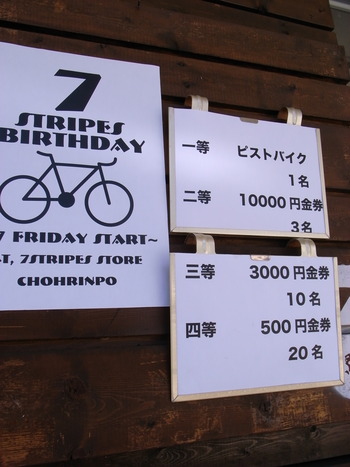 7
STRIPES
BIRTHDAY
7 FRIDAY START~
T, 7STRIPES STORE
CHOHRINPO
一等 ピストバイク
1名
二等 10000円金券
3名
三等 3000円金券
10名
四等 500円金券
20名